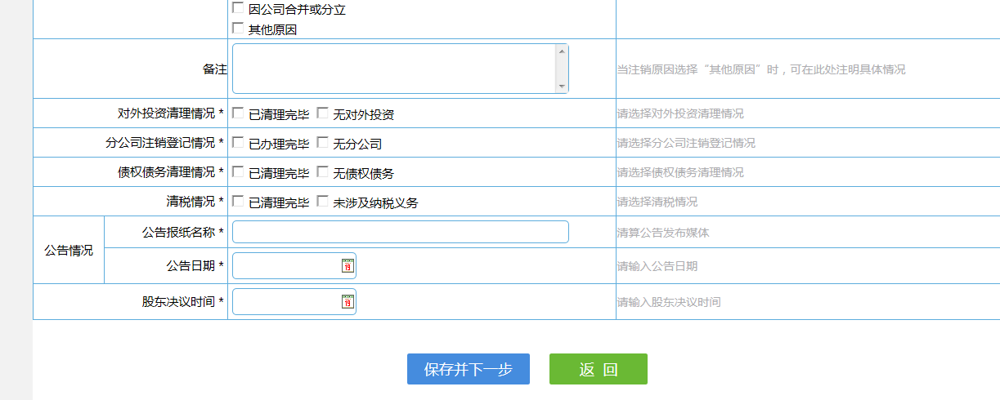 因公司合并或分立
其他原因
备注
当注销原因选择“其他原因”时，可在此处注明具体情况
对外投资清理情况 * 已清理完毕 无对外投资 请选择对外投资清理情况
分公司注销登记情况 * 已办理完毕 无分公司 请选择分公司注销登记情况
债权债务清理情况 * 已清理完毕 无债权债务 请选择债权债务清理情况
清税情况 * 已清理完毕 未涉及纳税义务 请选择清税情况
公告情况
公告报纸名称 * 清算公告发布媒体
公告日期 * 19 请输入公告日期
股东决议时间 * 19 请输入股东决议时间
保存并下一步 返 回